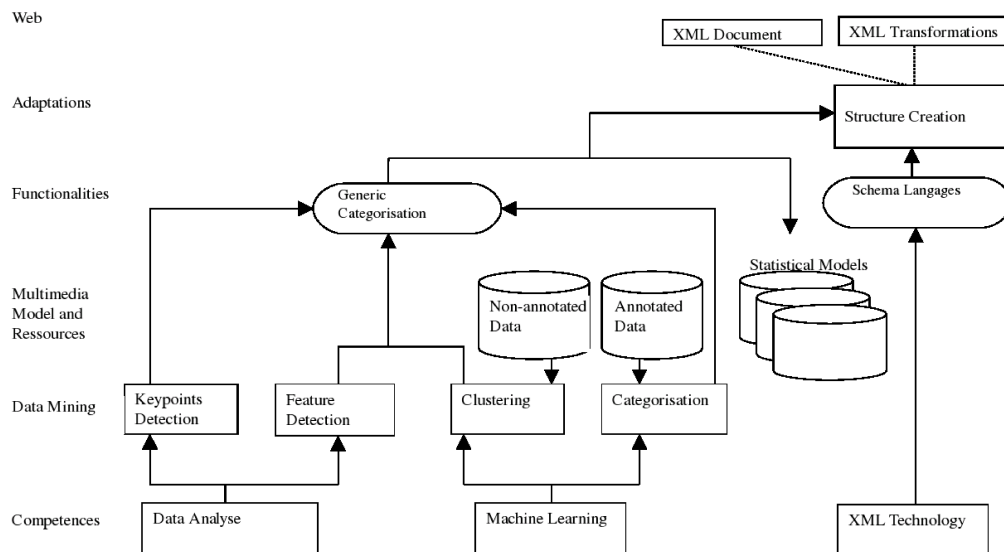 Web
XML Document
XML Transformations
Adaptations
Structure Creation
Functionalities
Generic
Categorisation
Schema Langages
Multimedia
Model and
Ressources
Non-annotated
Data
Annotated
Data
Statistical Models
Data Mining
Keypoints
Detection
Feature
Detection
Clustering
Categorisation
Competences
Data Analyse
Machine Learning
XML Technology